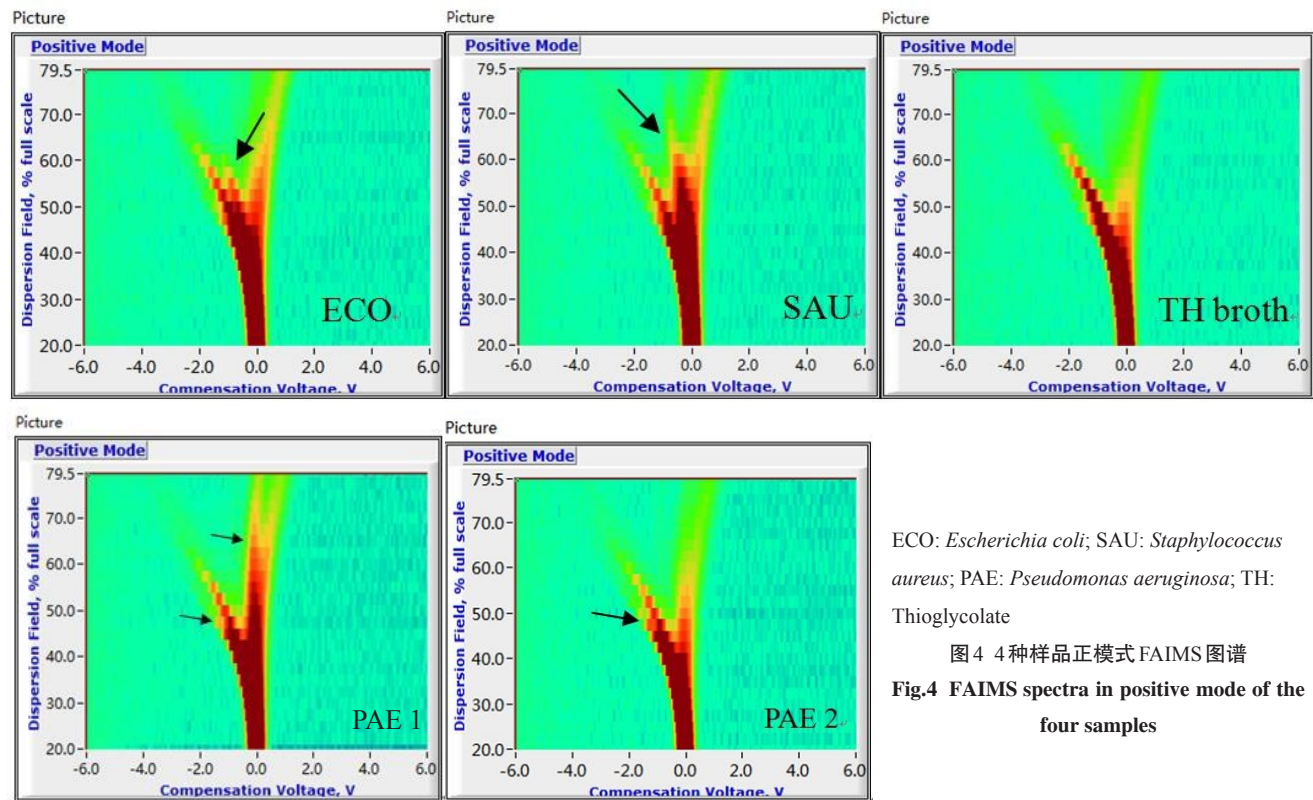 Picture
Positive Mode
79.5
70.0
60.0
50.0
40.0
30.0
20.0
-6.0 -4.0 -2.0 0.0 2.0 4.0 6.0
Dispersion Field, % full scale
Compensation Voltage, V
ECO
Picture
Positive Mode
79.5
70.0
60.0
50.0
40.0
30.0
20.0
-6.0 -4.0 -2.0 0.0 2.0 4.0 6.0
Dispersion Field, % full scale
Compensation Voltage, V
SAU
Picture
Positive Mode
79.5
70.0
60.0
50.0
40.0
30.0
20.0
-6.0 -4.0 -2.0 0.0 2.0 4.0 6.0
Dispersion Field, % full scale
Compensation Voltage, V
TH broth
Picture
Positive Mode
79.5
70.0
60.0
50.0
40.0
30.0
20.0
-6.0 -4.0 -2.0 0.0 2.0 4.0 6.0
Dispersion Field, % full scale
Compensation Voltage, V
PAE 1
Picture
Positive Mode
79.5
70.0
60.0
50.0
40.0
30.0
20.0
-6.0 -4.0 -2.0 0.0 2.0 4.0 6.0
Dispersion Field, % full scale
Compensation Voltage, V
PAE 2
ECO: Escherichia coli; SAU: Staphylococcus
aureus; PAE: Pseudomonas aeruginosa; TH:
Thioglycolate
图4 4种样品正模式FAIMS图谱
Fig.4 FAIMS spectra in positive mode of the
four samples